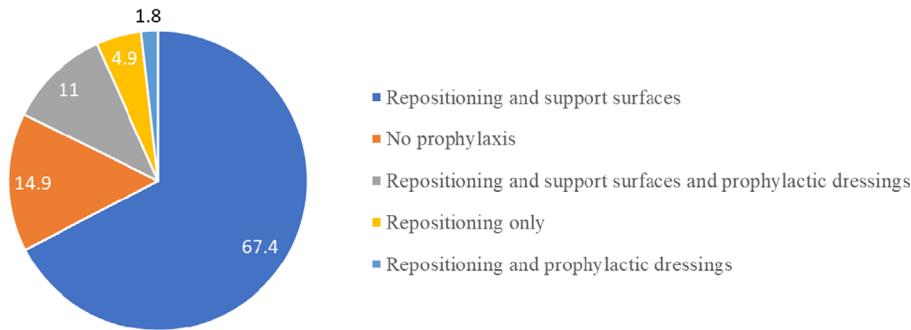 1.8
4.9
11
14.9
67.4
Repositioning and support surfaces
No prophylaxis
Repositioning and support surfaces and prophylactic dressings
Repositioning only
Repositioning and prophylactic dressings